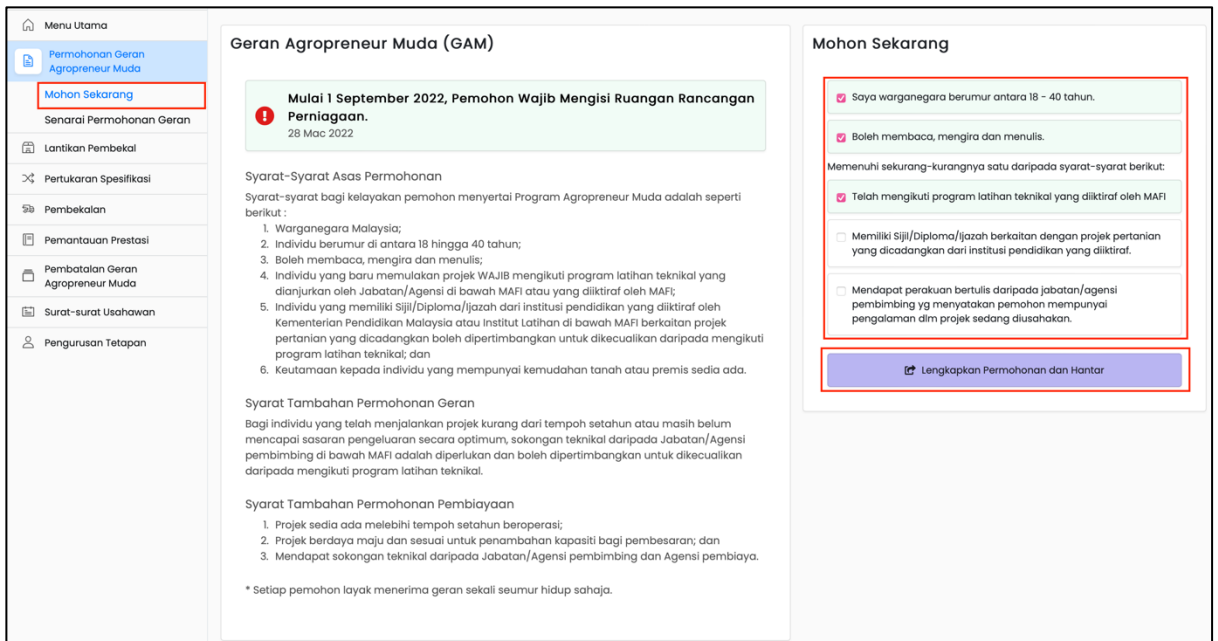 Menu Utama
Permohonan Geran
Agropreneur Muda
Mohon Sekarang
Senarai Permohonan Geran
Lantikan Pembekal
Pertukaran Spesifikasi
Pembekalan
Pemantauan Prestasi
Pembatalan Geran
Agropreneur Muda
Surat-surat Usahawan
Pengurusan Tetapan
Geran Agropreneur Muda (GAM)
Mulai 1 September 2022, Pemohon Wajib Mengisi Ruangan Rancangan
Perniagaan.
28 Mac 2022
Syarat-Syarat Asas Permohonan
Syarat-syarat bagi kelayakan pemohon menyertai Program Agropreneur Muda adalah seperti
berikut :
1. Warganegara Malaysia;
2. Individu berumur di antara 18 hingga 40 tahun;
3. Boleh membaca, mengira dan menulis;
4. Individu yang baru memulakan projek WAJIB mengikuti program latihan teknikal yang
dianjurkan oleh Jabatan/Agensi di bawah MAFI atau yang diiktiraf oleh MAFI;
5. Individu yang memiliki Sijil/Diploma/Ijazah dari institusi pendidikan yang diiktiraf oleh
Kementerian Pendidikan Malaysia atau Institut Latihan di bawah MAFI berkaitan projek
pertanian yang dicadangkan boleh dipertimbangkan untuk dikecualikan daripada mengikuti
program latihan teknikal; dan
6. Keutamaan kepada individu yang mempunyai kemudahan tanah atau premis sedia ada.
Syarat Tambahan Permohonan Geran
Bagi individu yang telah menjalankan projek kurang dari tempoh setahun atau masih belum
mencapai sasaran pengeluaran secara optimum, sokongan teknikal daripada Jabatan/Agensi
pembimbing di bawah MAFI adalah diperlukan dan boleh dipertimbangkan untuk dikecualikan
daripada mengikuti program latihan teknikal.
Syarat Tambahan Permohonan Pembiayaan
1. Projek sedia ada melebihi tempoh setahun beroperasi;
2. Projek berdaya maju dan sesuai untuk penambahan kapasiti bagi pembesaran; dan
3. Mendapat sokongan teknikal daripada Jabatan/Agensi pembimbing dan Agensi pembiaya.
* Setiap pemohon layak menerima geran sekali seumur hidup sahaja.
Mohon Sekarang
Saya warganegara berumur antara 18 - 40 tahun.
Boleh membaca, mengira dan menulis.
Memenuhi sekurang-kurangnya satu daripada syarat-syarat berikut:
Telah mengikuti program latihan teknikal yang diiktiraf oleh MAFI
Memiliki Sijil/Diploma/Ijazah berkaitan dengan projek pertanian
yang dicadangkan dari institusi pendidikan yang diiktiraf.
Mendapat perakuan bertulis daripada jabatan/agensi
pembimbing yg menyatakan pemohon mempunyai
pengalaman dlm projek sedang diusahakan.
Lengkapkan Permohonan dan Hantar